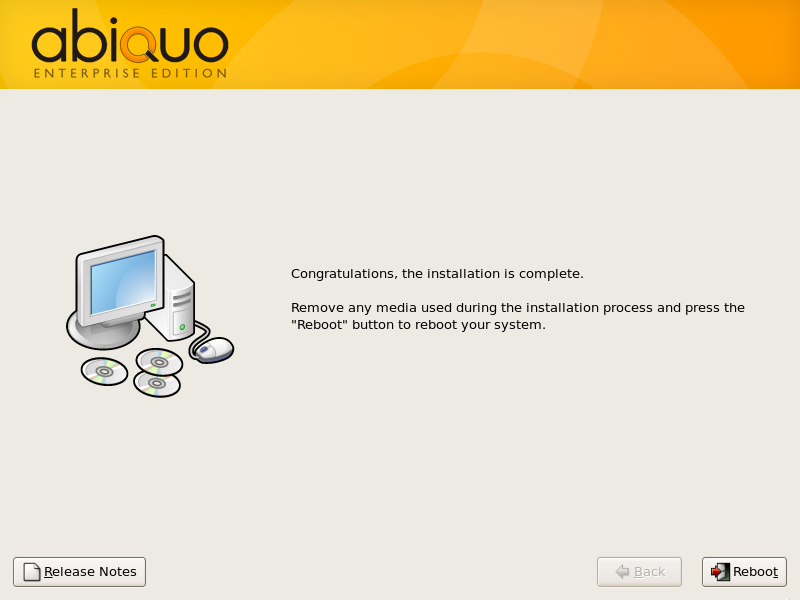 abiquo
ENTERPRISE EDITION
Congratulations, the installation is complete.
Remove any media used during the installation process and press the
"Reboot" button to reboot your system.
Release Notes
Back
Reboot